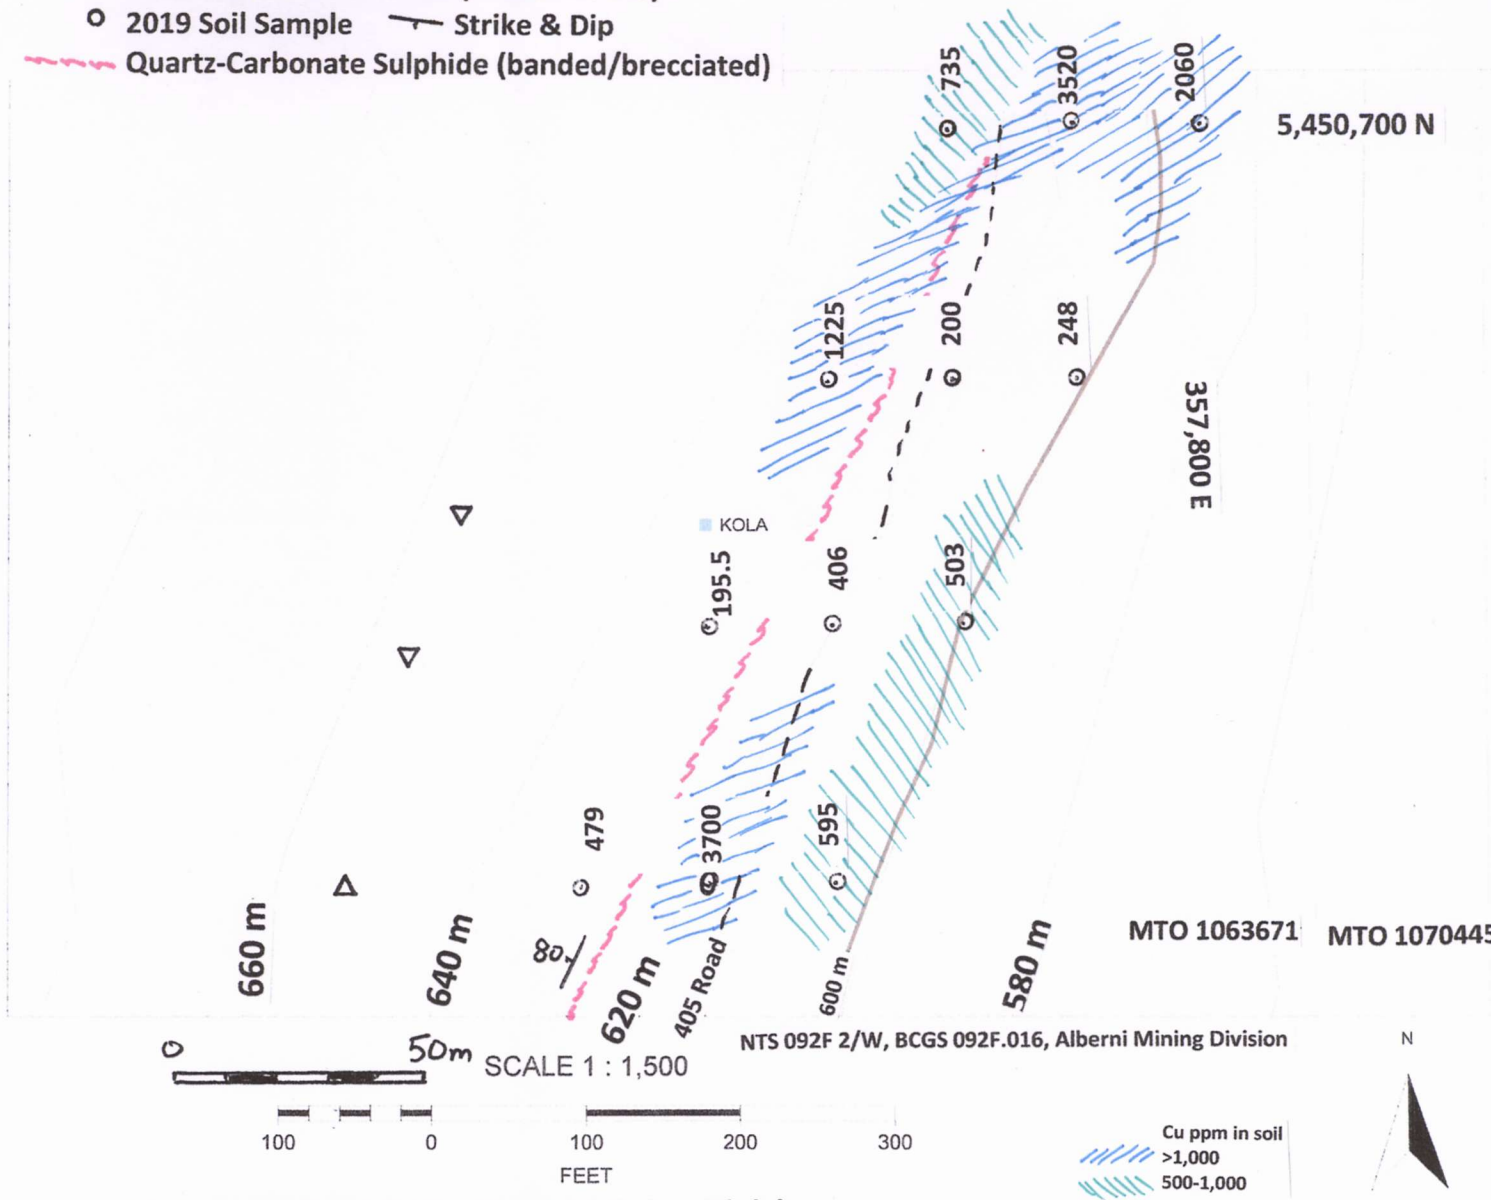 2019 Soil Sample Strike & Dip
Quartz-Carbonate Sulphide (banded/brecciated)
735
3520
2060
5,450,700 N
1225
200
248
357,800 E
KOLA
195.5
406
503
479
3700
595
80
660 m
640 m
620 m
405 Road
600 m
580 m
MTO 1063671
MTO 1070445
NTS 092F 2/W, BCGS 092F.016, Alberni Mining Division
0 50m
SCALE 1 : 1,500
100 0 100 200 300
FEET
N
Cu ppm in soil
>1,000
500-1,000